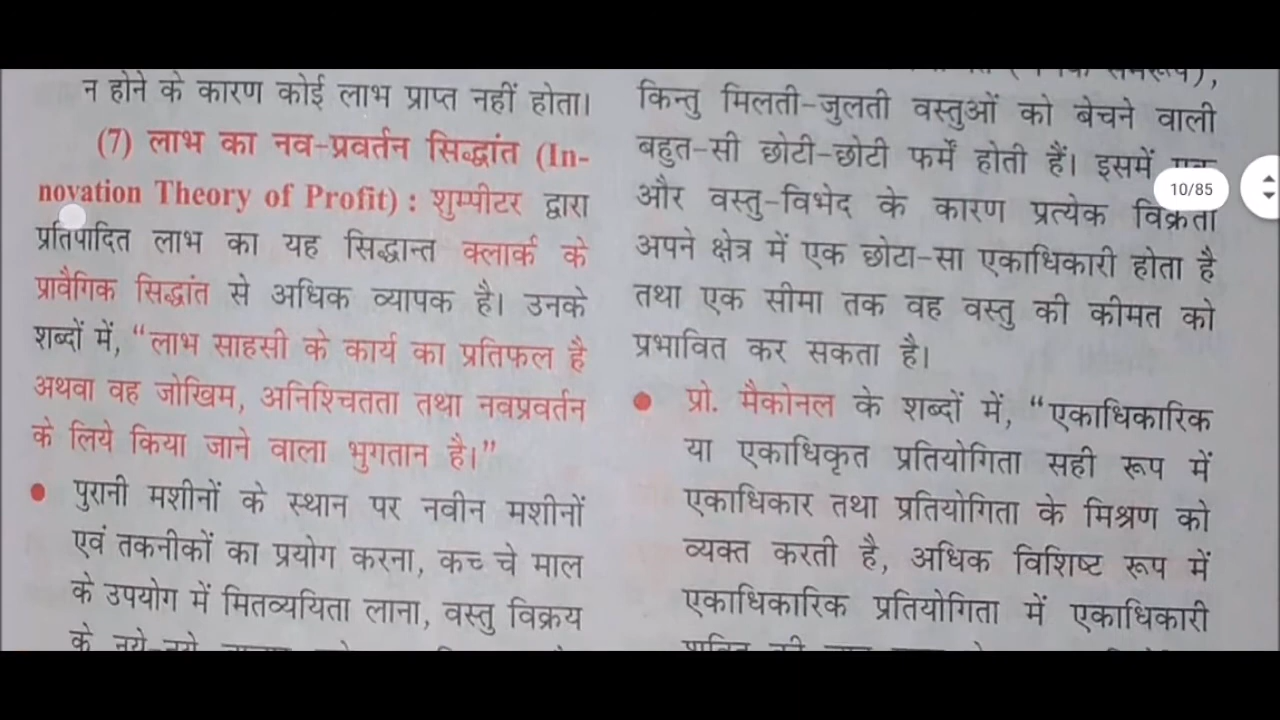 न होने के कारण कोई लाभ प्राप्त नहीं होता।
(7) लाभ का नव-प्रवर्तन सिद्धांत (In-
novation Theory of Profit) : शुम्पीटर द्वारा
प्रतिपादित लाभ का यह सिद्धान्त क्लार्क के
प्रावैगिक सिद्धांत से अधिक व्यापक है। उनके
शब्दों में, “लाभ साहसी के कार्य का प्रतिफल है
अथवा वह जोखिम, अनिश्चितता तथा नवप्रवर्तन
के लिये किया जाने वाला भुगतान है।”
● पुरानी मशीनों के स्थान पर नवीन मशीनों
एवं तकनीकों का प्रयोग करना, कच चे माल
के उपयोग में मितव्ययिता लाना, वस्तु विक्रय
के नये-नये
किन्तु मिलती-जुलती वस्तुओं को बेचने वाली
बहुत-सी छोटी-छोटी फर्में होती हैं। इसमें
और वस्तु-विभेद के कारण प्रत्येक विक्रेता
अपने क्षेत्र में एक छोटा-सा एकाधिकारी होता है
तथा एक सीमा तक वह वस्तु की कीमत को
प्रभावित कर सकता है।
● प्रो. मैकोनल के शब्दों में, “एकाधिकारिक
या एकाधिकृत प्रतियोगिता सही रूप में
एकाधिकार तथा प्रतियोगिता के मिश्रण को
व्यक्त करती है, अधिक विशिष्ट रूप में
एकाधिकारिक प्रतियोगिता में एकाधिकारी
10/85